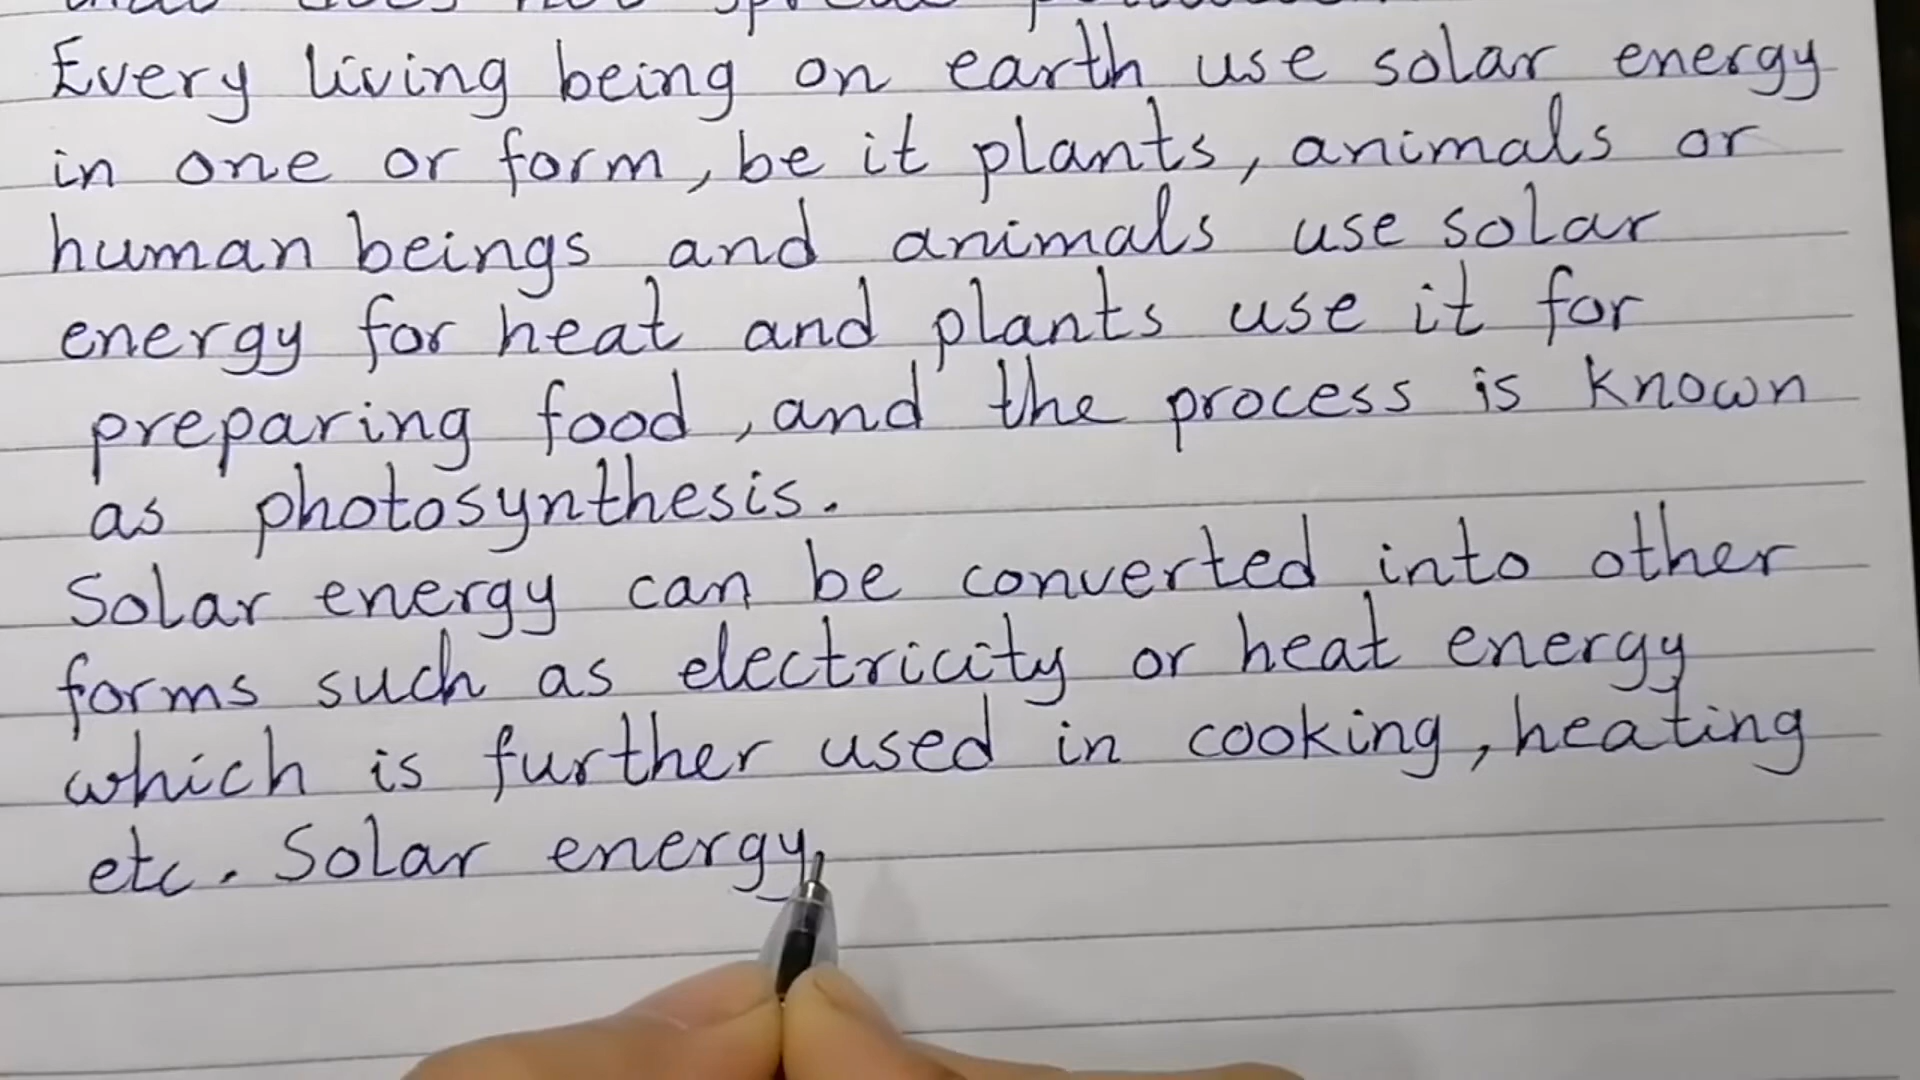 does not spread
Every living being on earth use solar energy
in one or form, be it plants, animals or
human beings and animals use solar
energy for heat and plants use it for
preparing food, and the process is known
as photosynthesis.
Solar energy can be converted into other
forms such as electricity or heat energy
which is further used in cooking, heating
etc. Solar energy